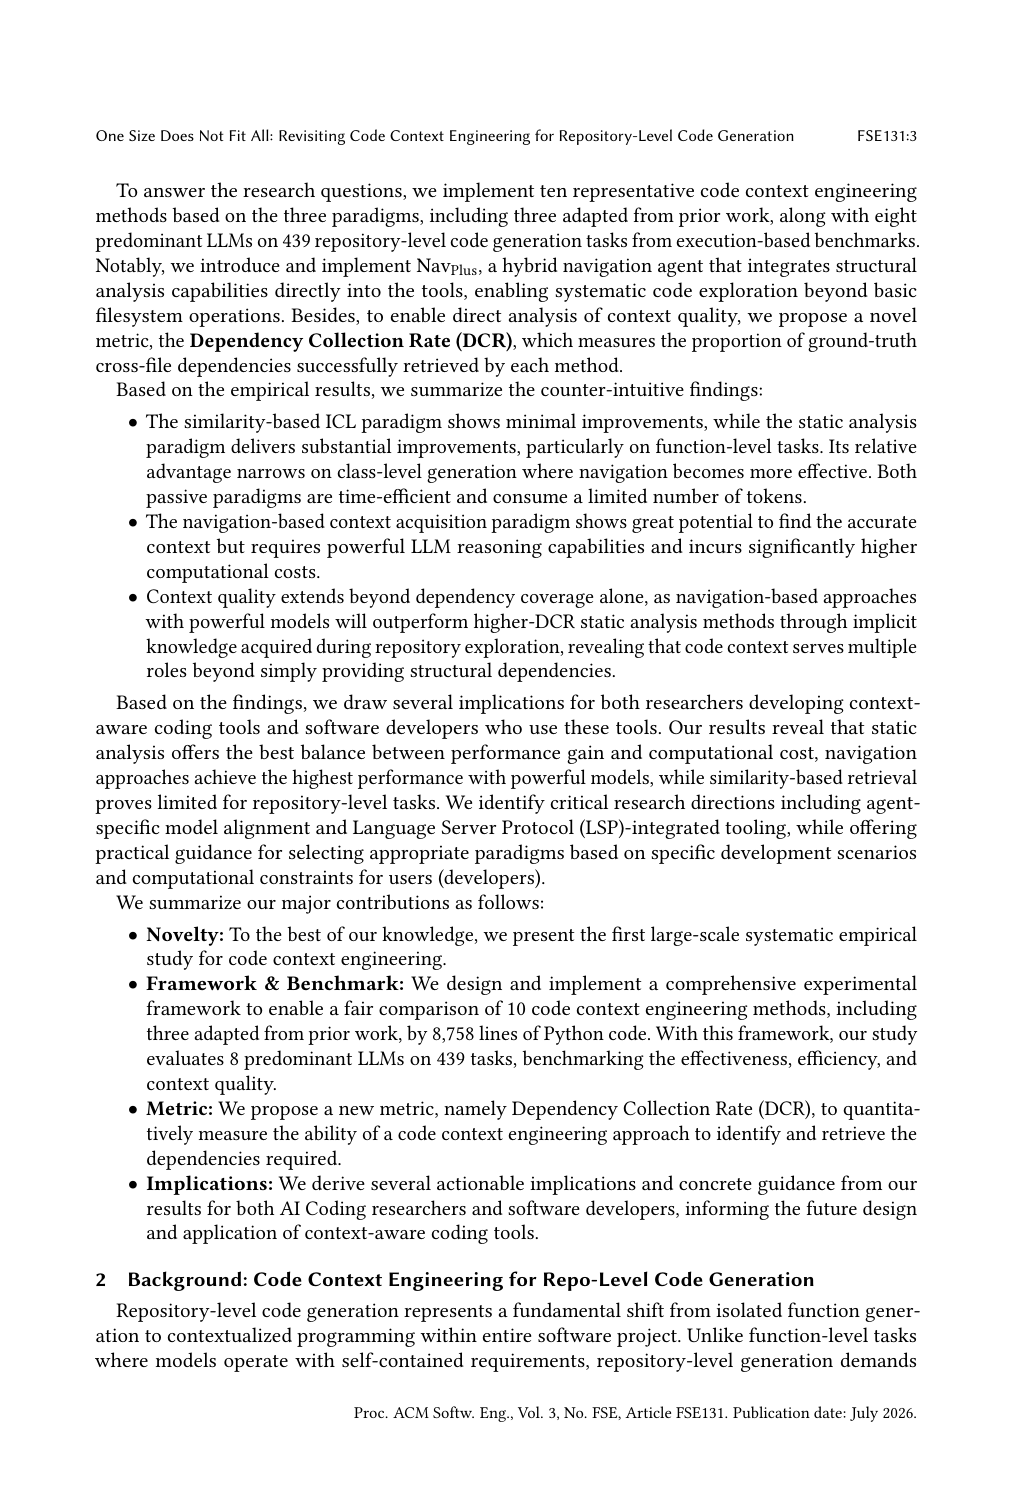 One Size Does Not Fit All: Revisiting Code Context Engineering for Repository-Level Code Generation FSE131:3
To answer the research questions, we implement ten representative code context engineering
methods based on the three paradigms, including three adapted from prior work, along with eight
predominant LLMs on 439 repository-level code generation tasks from execution-based benchmarks.
Notably, we introduce and implement NavPlus, a hybrid navigation agent that integrates structural
analysis capabilities directly into the tools, enabling systematic code exploration beyond basic
filesystem operations. Besides, to enable direct analysis of context quality, we propose a novel
metric, the Dependency Collection Rate (DCR), which measures the proportion of ground-truth
cross-file dependencies successfully retrieved by each method.
Based on the empirical results, we summarize the counter-intuitive findings:
• The similarity-based ICL paradigm shows minimal improvements, while the static analysis
paradigm delivers substantial improvements, particularly on function-level tasks. Its relative
advantage narrows on class-level generation where navigation becomes more effective. Both
passive paradigms are time-efficient and consume a limited number of tokens.
• The navigation-based context acquisition paradigm shows great potential to find the accurate
context but requires powerful LLM reasoning capabilities and incurs significantly higher
computational costs.
• Context quality extends beyond dependency coverage alone, as navigation-based approaches
with powerful models will outperform higher-DCR static analysis methods through implicit
knowledge acquired during repository exploration, revealing that code context serves multiple
roles beyond simply providing structural dependencies.
Based on the findings, we draw several implications for both researchers developing context-
aware coding tools and software developers who use these tools. Our results reveal that static
analysis offers the best balance between performance gain and computational cost, navigation
approaches achieve the highest performance with powerful models, while similarity-based retrieval
proves limited for repository-level tasks. We identify critical research directions including agent-
specific model alignment and Language Server Protocol (LSP)-integrated tooling, while offering
practical guidance for selecting appropriate paradigms based on specific development scenarios
and computational constraints for users (developers).
We summarize our major contributions as follows:
• Novelty: To the best of our knowledge, we present the first large-scale systematic empirical
study for code context engineering.
• Framework & Benchmark: We design and implement a comprehensive experimental
framework to enable a fair comparison of 10 code context engineering methods, including
three adapted from prior work, by 8,758 lines of Python code. With this framework, our study
evaluates 8 predominant LLMs on 439 tasks, benchmarking the effectiveness, efficiency, and
context quality.
• Metric: We propose a new metric, namely Dependency Collection Rate (DCR), to quantita-
tively measure the ability of a code context engineering approach to identify and retrieve the
dependencies required.
• Implications: We derive several actionable implications and concrete guidance from our
results for both AI Coding researchers and software developers, informing the future design
and application of context-aware coding tools.
2 Background: Code Context Engineering for Repo-Level Code Generation
Repository-level code generation represents a fundamental shift from isolated function gener-
ation to contextualized programming within entire software project. Unlike function-level tasks
where models operate with self-contained requirements, repository-level generation demands
Proc. ACM Softw. Eng., Vol. 3, No. FSE, Article FSE131. Publication date: July 2026.